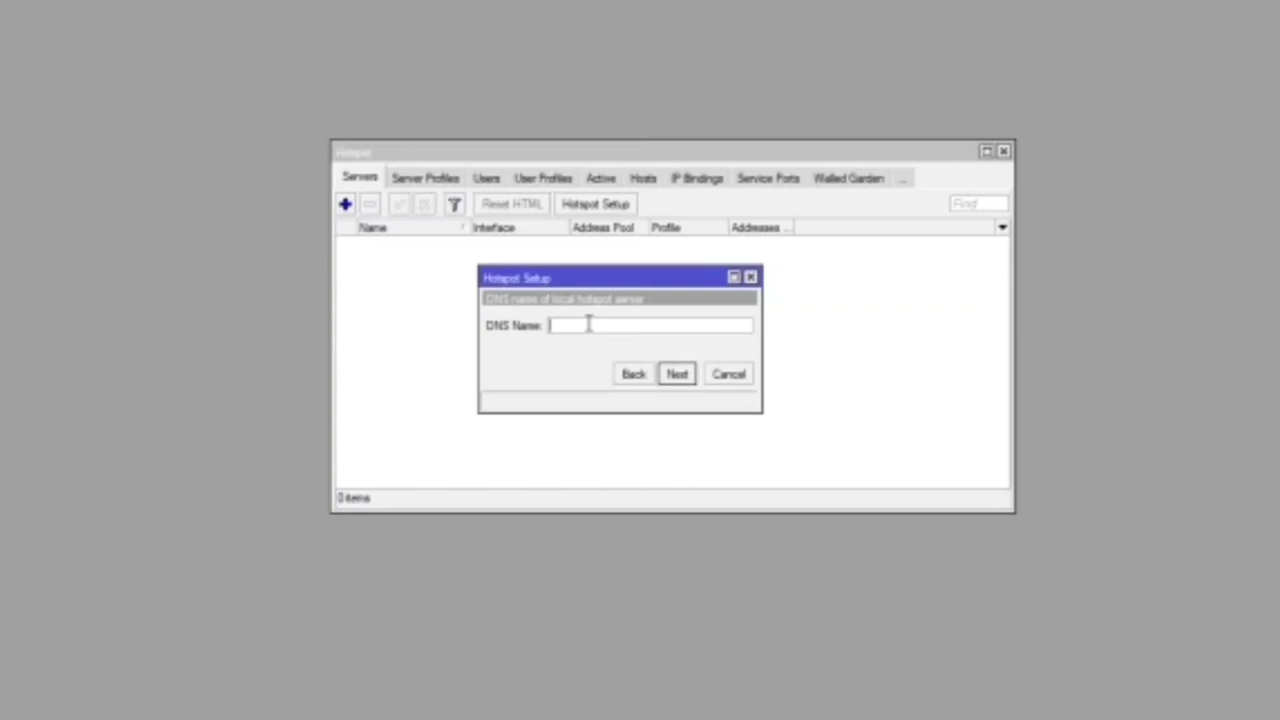 Hotspot
Servers Server Profiles Users User Profiles Active Hosts IP Bindings Service Ports Walled Garden ...
Reset HTML Hotspot Setup Find
Name Interface Address Pool Profile Addresses ...
Hotspot Setup
DNS name of local hotspot server
DNS Name:
Back Next Cancel
0 items